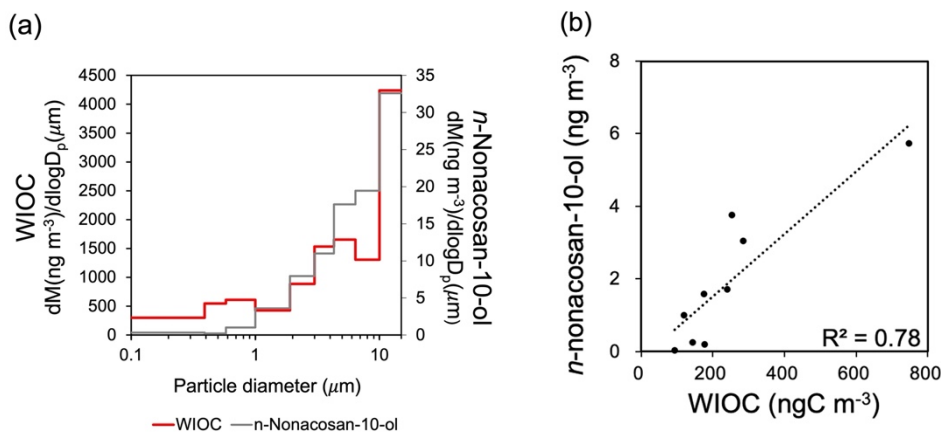 (a)
WIOC
dM(ng m-3)/dlogDp(μm)
4500
4000
3500
3000
2500
2000
1500
1000
500
0
35
30
25
20
15
10
5
0
n-Nonacosan-10-ol
dM(ng m-3)/dlogDp(μm)
0.1 1 10
Particle diameter (μm)
WIOC n-Nonacosan-10-ol
(b)
n-nonacosan-10-ol (ng m-3)
8
6
4
2
0
R² = 0.78
0 200 400 600 800
WIOC (ngC m-3)